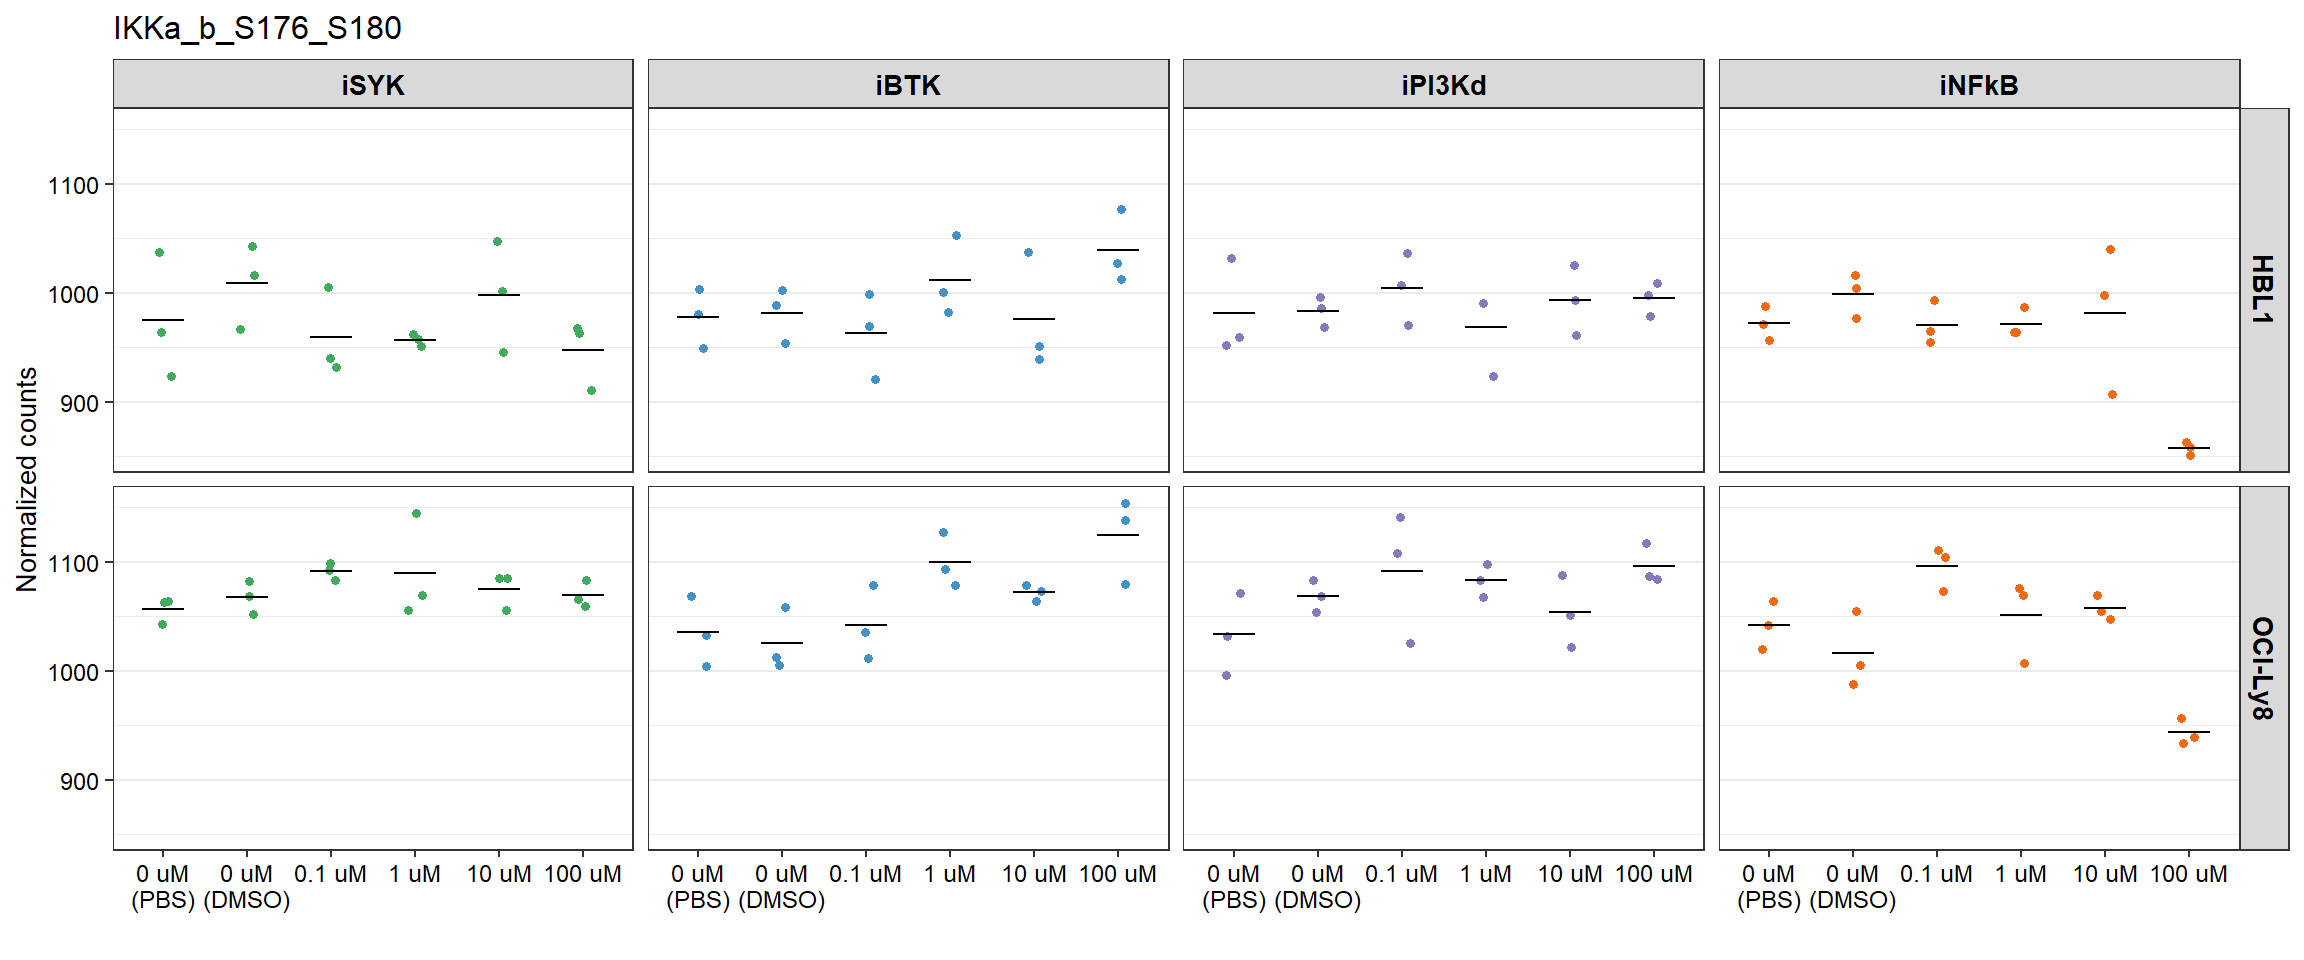 IKKa_b_S176_S180
iSYK
iBTK
iPI3Kd
iNFkB
HBL1
OCI-Ly8
Normalized counts
1100
1000
900
1100
1000
900
0 uM 0 uM 0.1 uM 1 uM 10 uM 100 uM
(PBS) (DMSO)
0 uM 0 uM 0.1 uM 1 uM 10 uM 100 uM
(PBS) (DMSO)
0 uM 0 uM 0.1 uM 1 uM 10 uM 100 uM
(PBS) (DMSO)
0 uM 0 uM 0.1 uM 1 uM 10 uM 100 uM
(PBS) (DMSO)